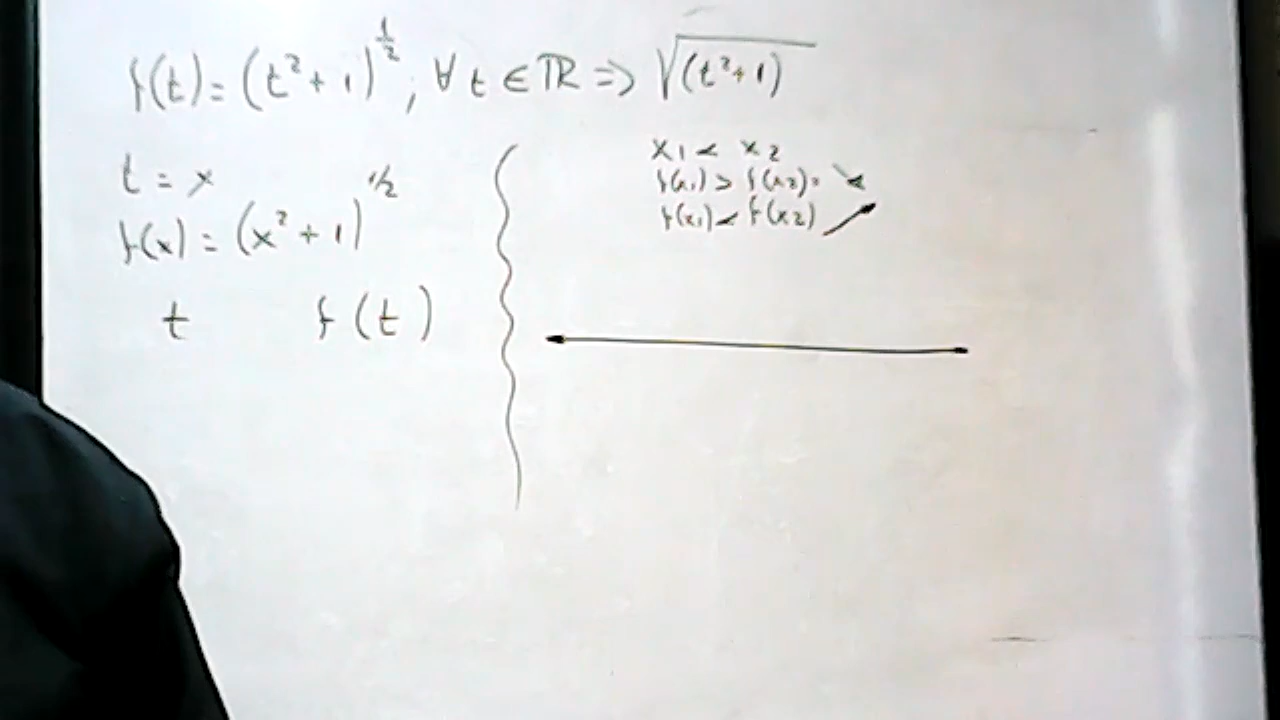 f(t) = (t² + 1)^{1/2}, ∀ t ∈ ℝ ⇒ √(t² + 1)
t = x
f(x) = (x² + 1)^{1/2}
t f(t)
x₁ < x₂
f(x₁) > f(x₂) = ↘
f(x₁) < f(x₂) ↗